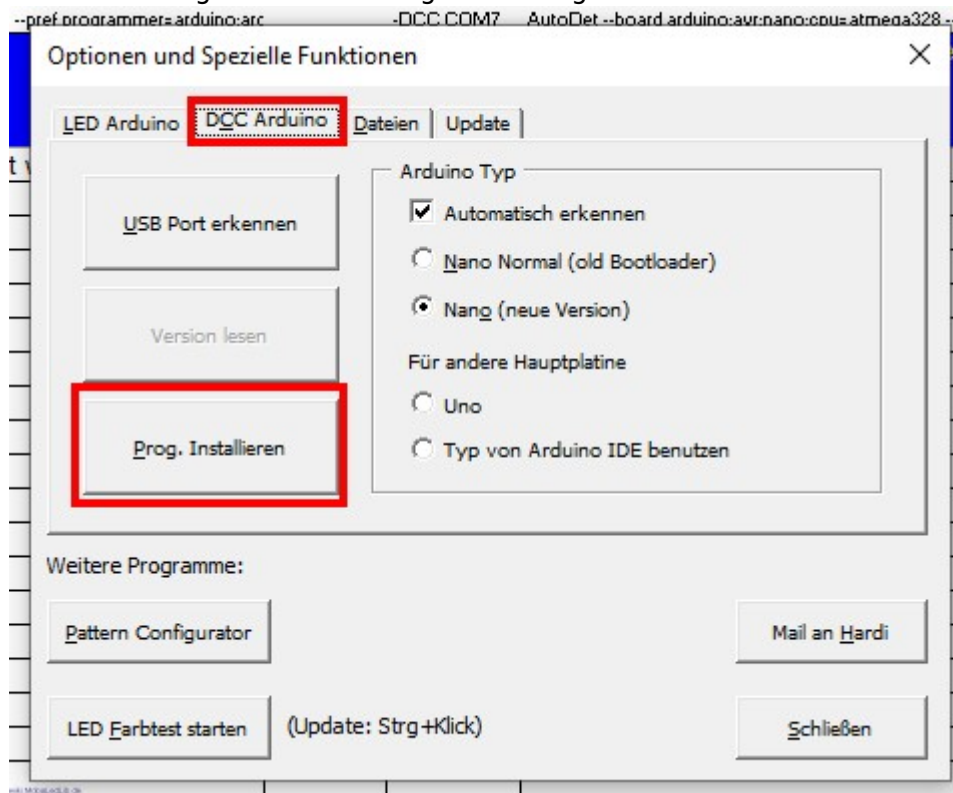 --pref programmer=arduino:arc -DCC COM7 AutoDet --board arduino:avr:nano:cpu=atmega328 -
Optionen und Spezielle Funktionen
LED Arduino DCC Arduino Dateien Update
Arduino Typ
USB Port erkennen
Automatisch erkennen
Nano Normal (old Bootloader)
Version lesen
Nano (neue Version)
Für andere Hauptplatine
Uno
Prog. Installieren
Typ von Arduino IDE benutzen
Weitere Programme:
Pattern Configurator
Mail an Hardi
LED Farbtest starten
(Update: Strg+Klick)
Schließen